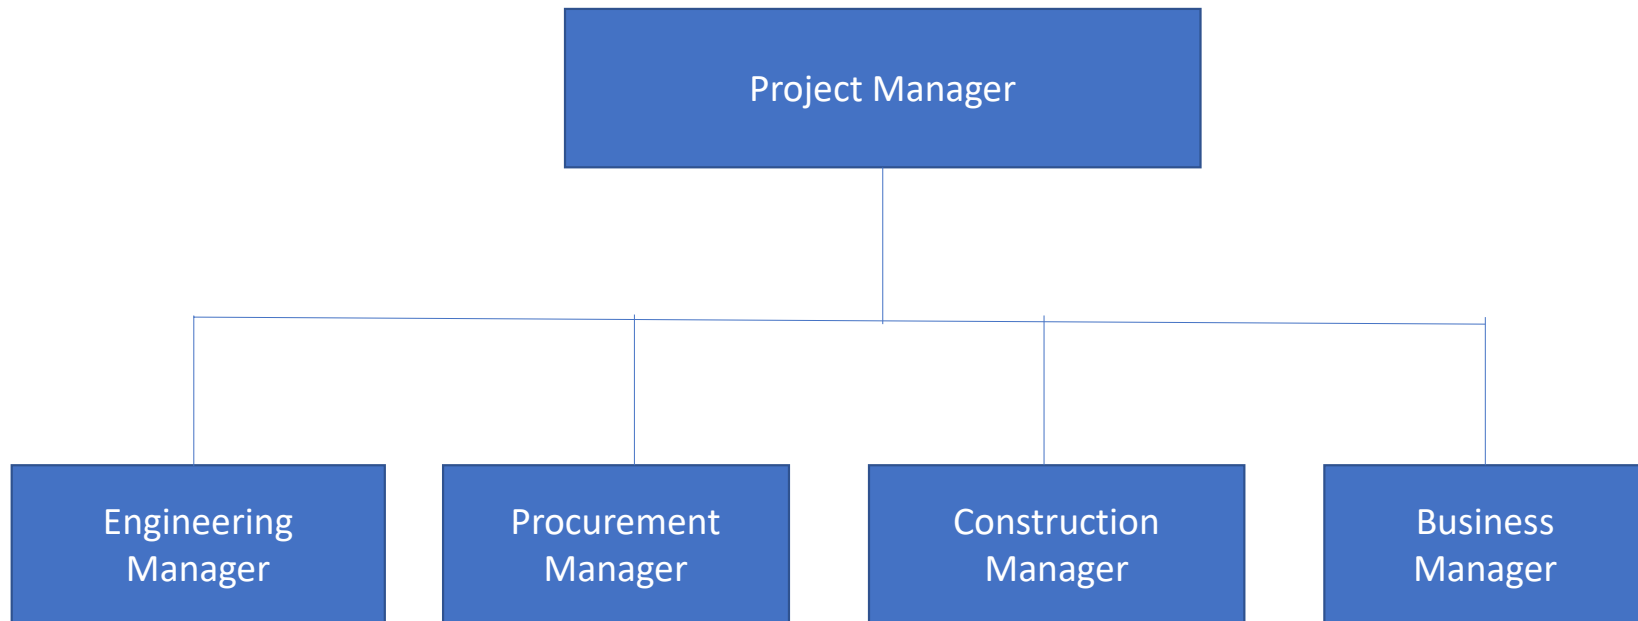 Project Manager
Engineering
Manager
Procurement
Manager
Construction
Manager
Business
Manager